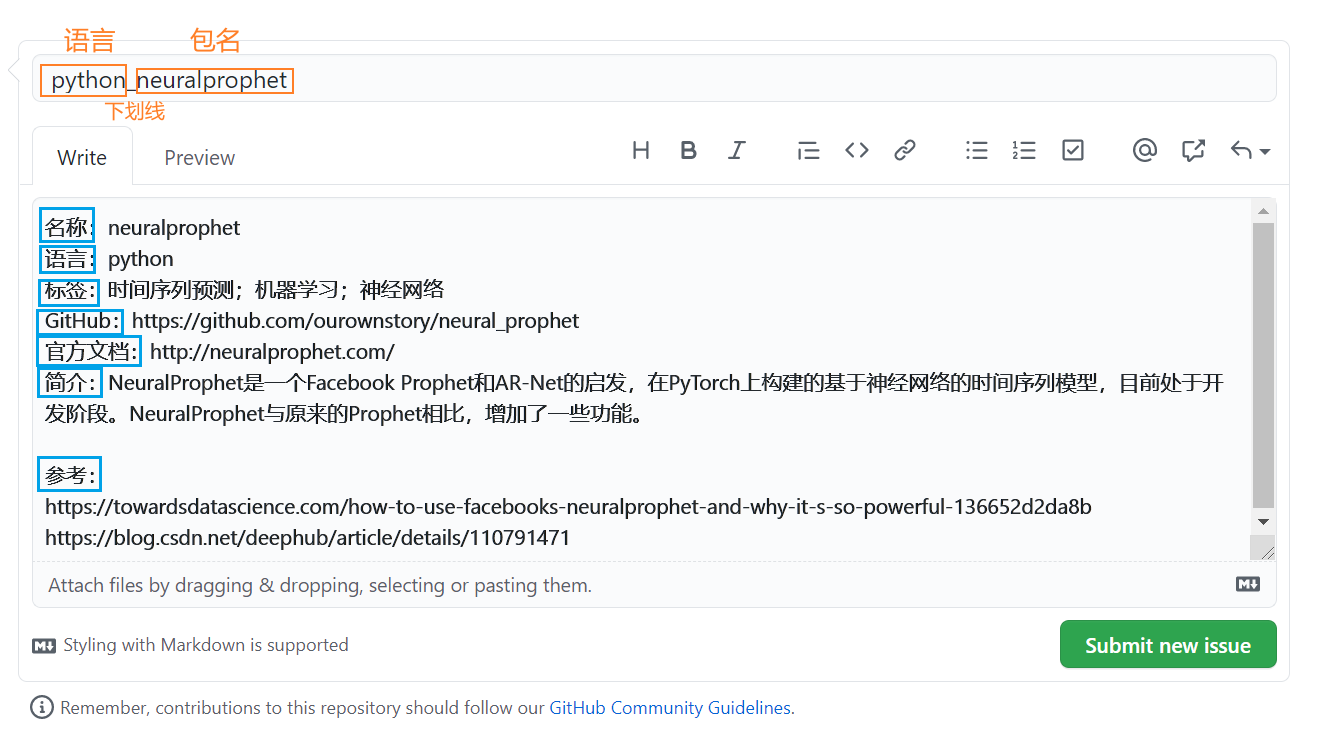 语言 包名
python_neuralprophet
下划线
Write Preview
名称：neuralprophet
语言：python
标签：时间序列预测；机器学习；神经网络
GitHub：https://github.com/ourownstory/neural_prophet
官方文档：http://neuralprophet.com/
简介：NeuralProphet是一个Facebook Prophet和AR-Net的启发，在PyTorch上构建的基于神经网络的时间序列模型，目前处于开
发阶段。NeuralProphet与原来的Prophet相比，增加了一些功能。
参考：
https://towardsdatascience.com/how-to-use-facebooks-neuralprophet-and-why-it-s-so-powerful-136652d2da8b
https://blog.csdn.net/deephub/article/details/110791471
Attach files by dragging & dropping, selecting or pasting them.
Styling with Markdown is supported
Submit new issue
Remember, contributions to this repository should follow our GitHub Community Guidelines.